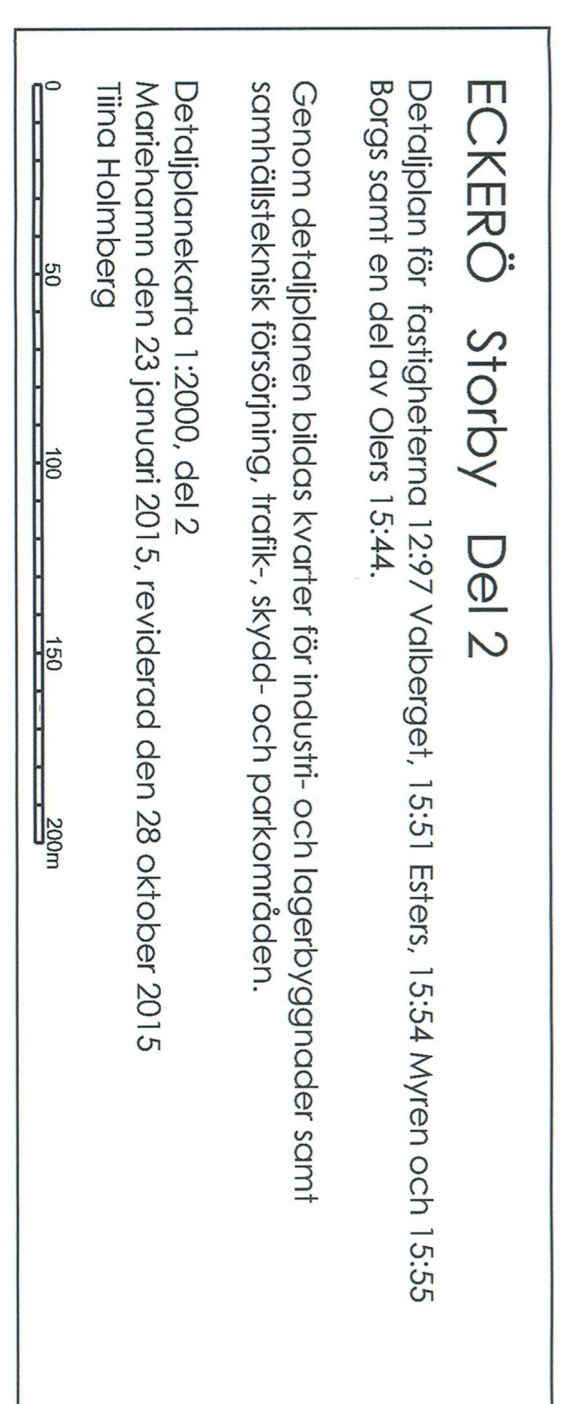 ECKERÖ Storby Del 2
Detaljplan för fastigheterna 12:97 Valberget, 15:51 Esters, 15:54 Myren och 15:55
Borgs samt en del av Olers 15:44.
Genom detaljplanen bildas kvarter för industri- och lagerbyggnader samt
samhällsteknisk försörjning, trafik-, skydd- och parkområden.
Detaljplanekarta 1:2000, del 2
Mariehamn den 23 januari 2015, reviderad den 28 oktober 2015
Tiina Holmberg
0 50 100 150 200m